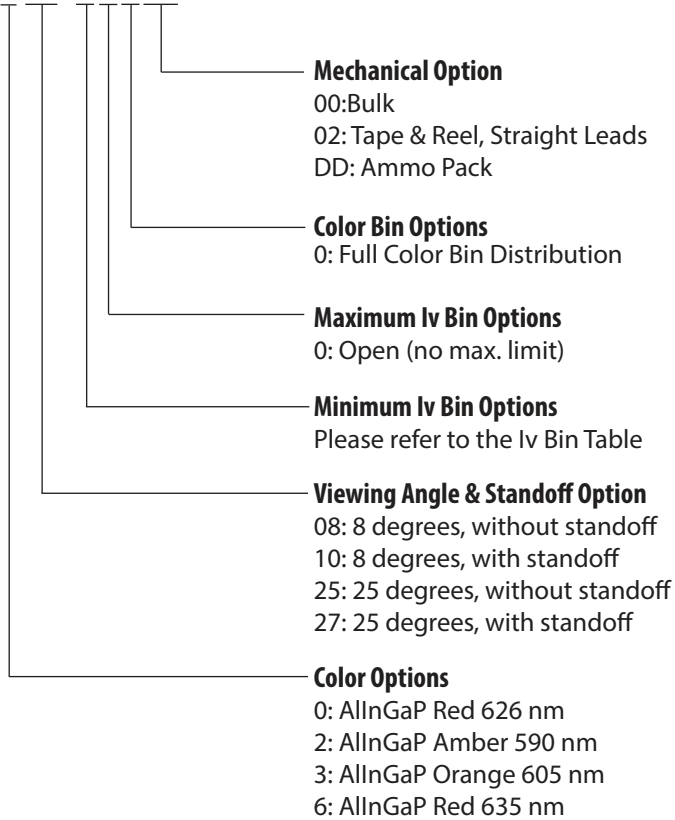 Mechanical Option
00:Bulk
02: Tape & Reel, Straight Leads
DD: Ammo Pack
Color Bin Options
0: Full Color Bin Distribution
Maximum Iv Bin Options
0: Open (no max. limit)
Minimum Iv Bin Options
Please refer to the Iv Bin Table
Viewing Angle & Standoff Option
08: 8 degrees, without standoff
10: 8 degrees, with standoff
25: 25 degrees, without standoff
27: 25 degrees, with standoff
Color Options
0: AlInGaP Red 626 nm
2: AlInGaP Amber 590 nm
3: AlInGaP Orange 605 nm
6: AlInGaP Red 635 nm